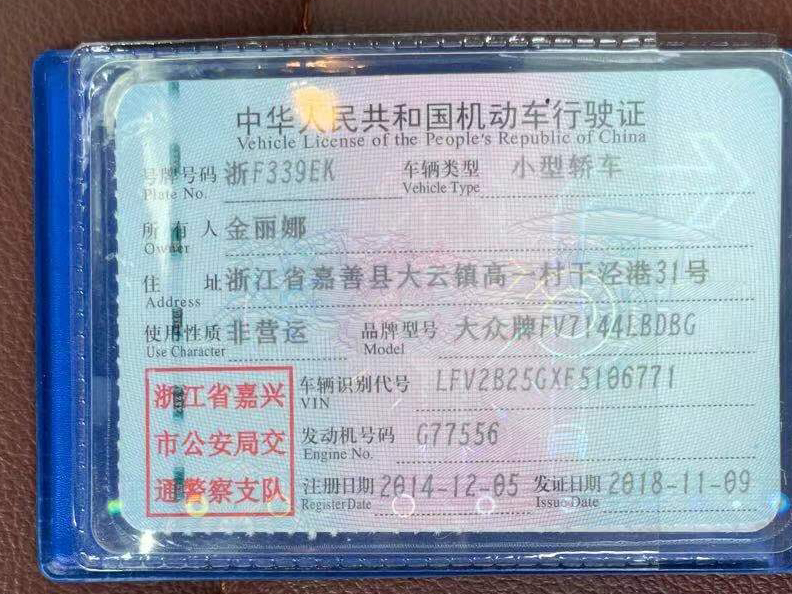 中华人民共和国机动车行驶证
Vehicle License of the People's Republic of China
号牌号码 浙F339EK 车辆类型 小型轿车
Plate No. Vehicle Type
所有人 金丽娜
Owner
住址 浙江省嘉善县大云镇高一村干泾港31号
Address
使用性质 非营运 品牌型号 大众牌FV7144LBDBG
Use Character Model
浙江省嘉兴
市公安局交
通警察支队
车辆识别代号 LFV2B25GXF5106771
VIN
发动机号码 G77556
Engine No.
注册日期 2014-12-05 发证日期 2018-11-09
Register Date Issue Date